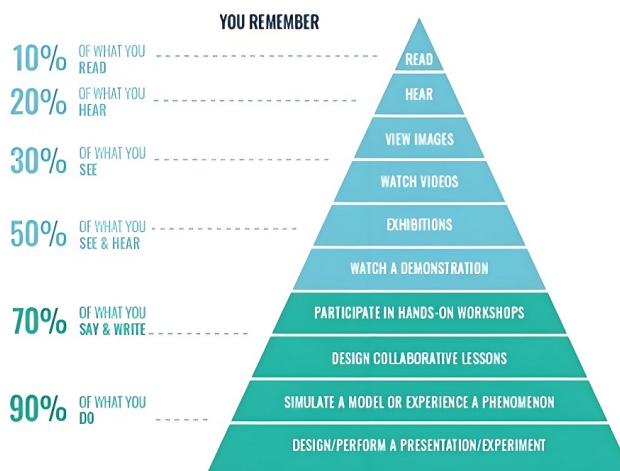 YOU REMEMBER
10% OF WHAT YOU
READ
20% OF WHAT YOU
HEAR
30% OF WHAT YOU
SEE
50% OF WHAT YOU
SEE & HEAR
70% OF WHAT YOU
SAY & WRITE
90% OF WHAT YOU
DO
READ
HEAR
VIEW IMAGES
WATCH VIDEOS
EXHIBITIONS
WATCH A DEMONSTRATION
PARTICIPATE IN HANDS-ON WORKSHOPS
DESIGN COLLABORATIVE LESSONS
SIMULATE A MODEL OR EXPERIENCE A PHENOMENON
DESIGN/PERFORM A PRESENTATION/EXPERIMENT